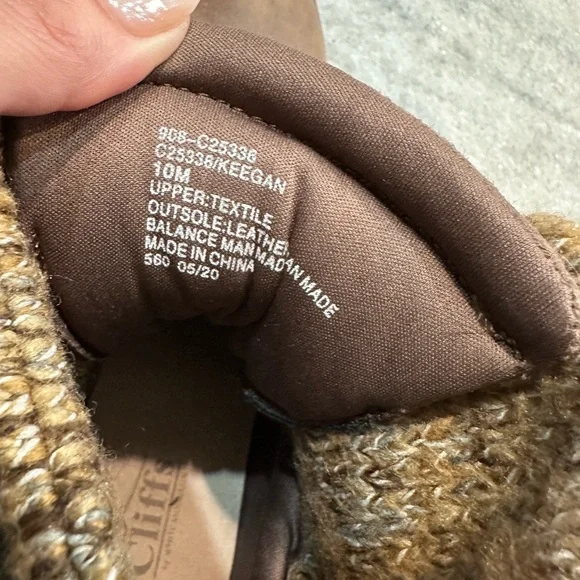 908-C25336
C25336/KEEGAN
10M
UPPER:TEXTILE
OUTSOLE:LEATHER
BALANCE MAN MADAN MADE
MADE IN CHINA
560 05/20
Cliffs